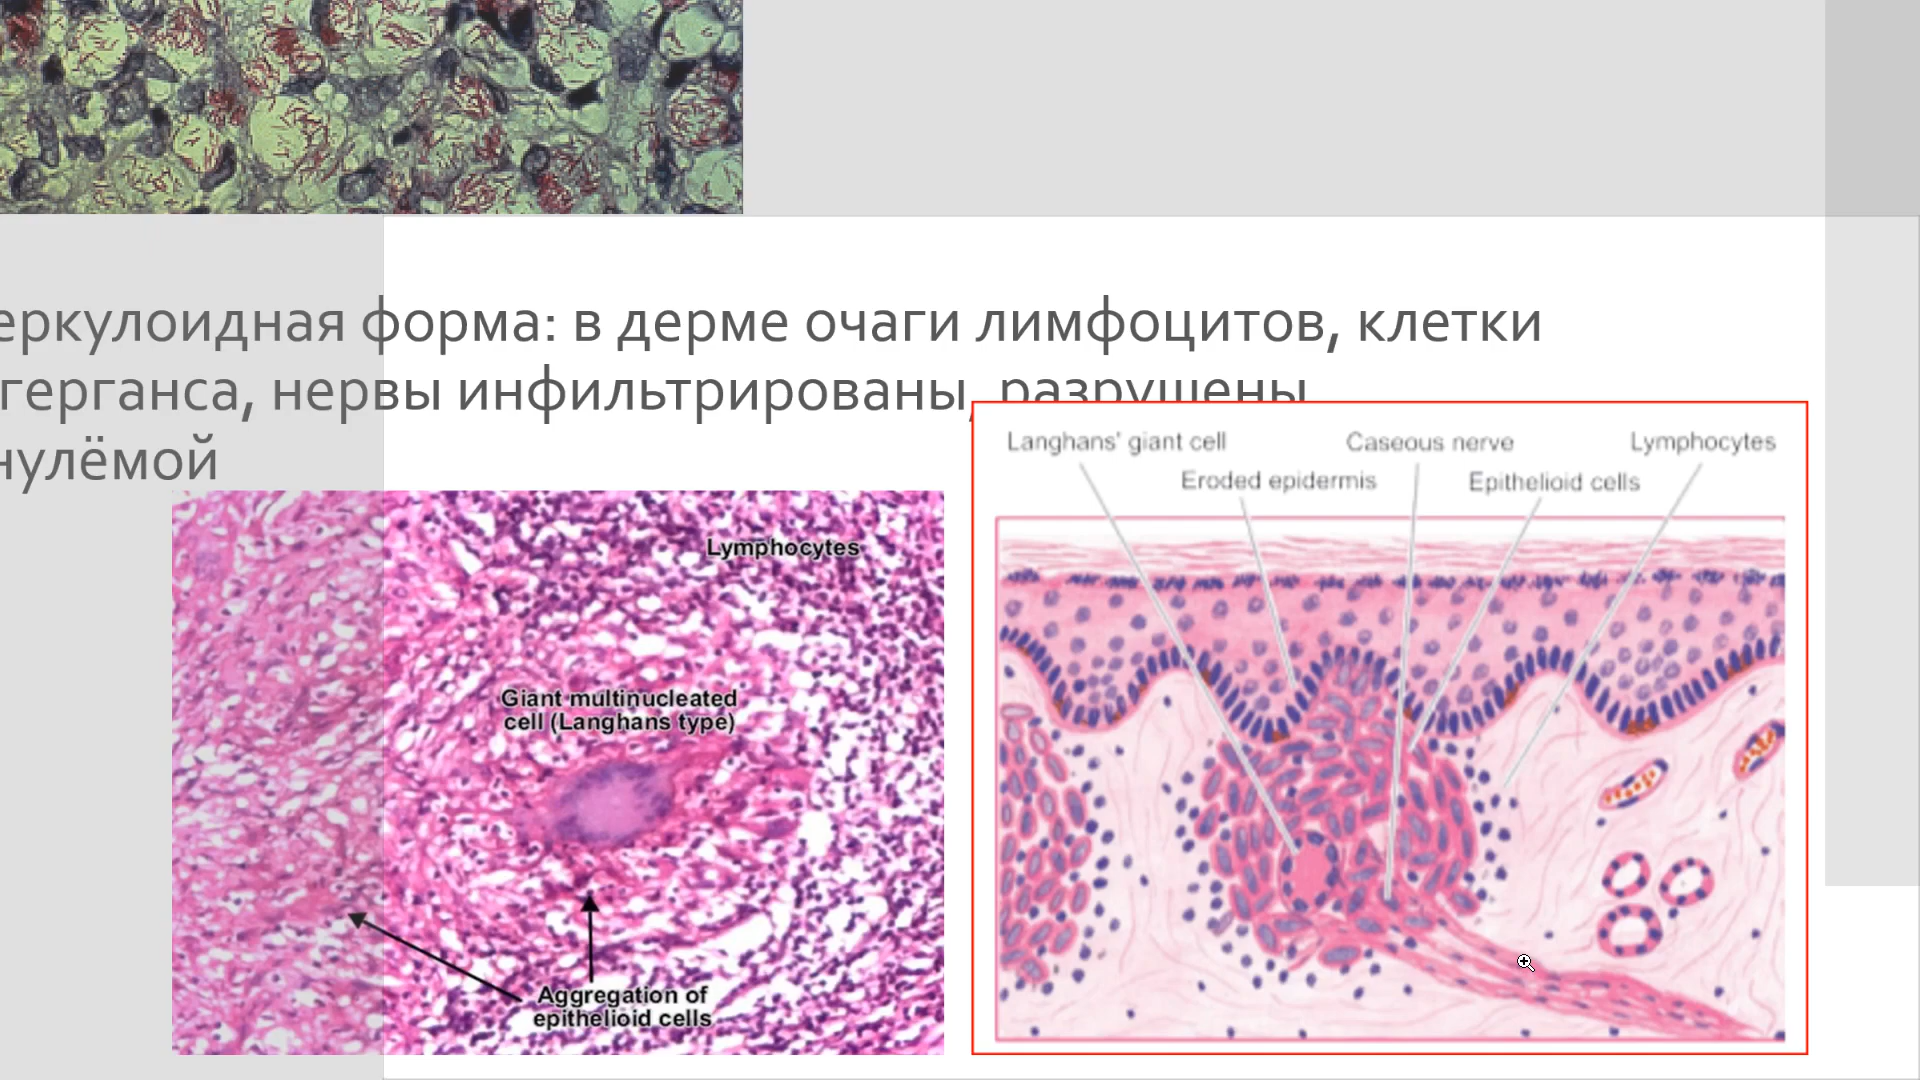 еркулоидная форма: в дерме очаги лимфоцитов, клетки
герганса, нервы инфильтрированы, разрушены
нулёмой
Langhans' giant cell
Caseous nerve
Lymphocytes
Eroded epidermis
Epithelioid cells
Lymphocytes
Giant multinucleated
cell (Langhans type)
Aggregation of
epithelioid cells